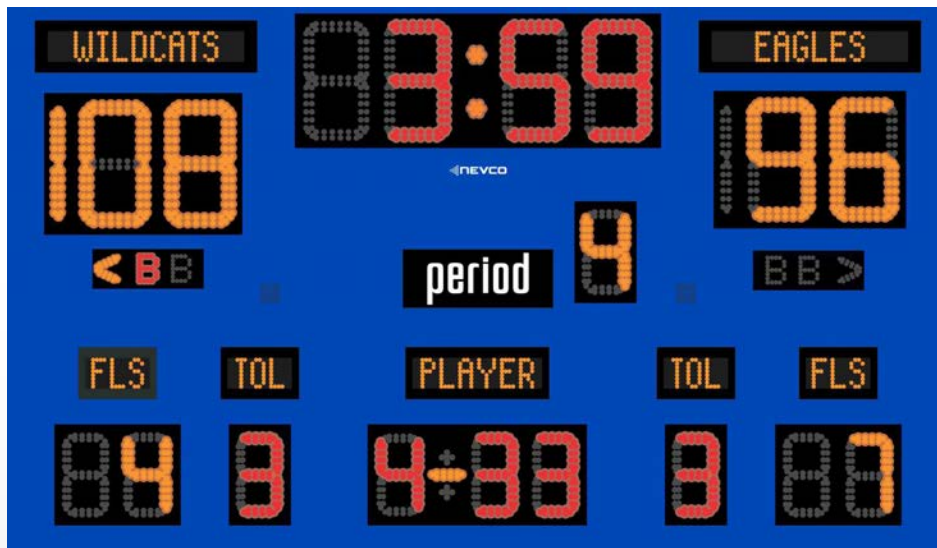 WILDCATS 3:59 EAGLES
108 96
NEVCO
< B
period 4
FLS TOL PLAYER TOL FLS
4 3 4-33 3 7